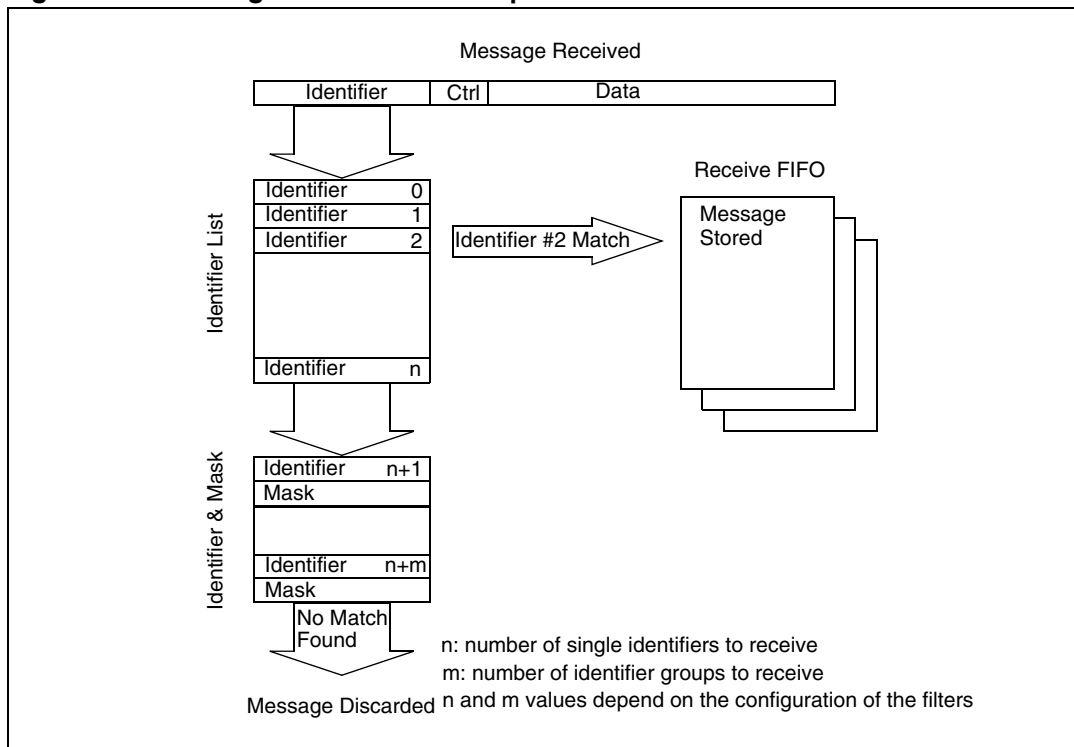 Message Received
Identifier Ctrl Data
Receive FIFO
Identifier List
Identifier 0
Identifier 1
Identifier 2
Identifier #2 Match
Message
Stored
Identifier n
Identifier & Mask
Identifier n+1
Mask
Identifier n+m
Mask
No Match
Found
Message Discarded
n: number of single identifiers to receive
m: number of identifier groups to receive
n and m values depend on the configuration of the filters